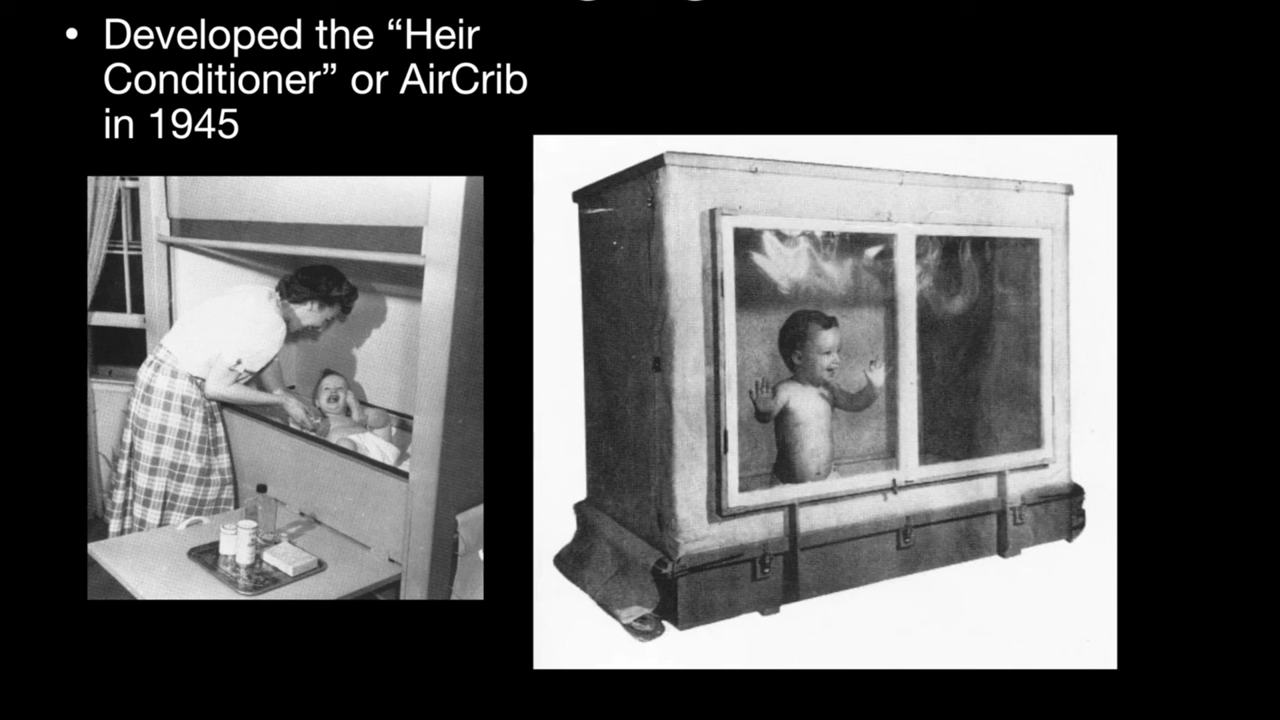 • Developed the “Heir
Conditioner” or AirCrib
in 1945